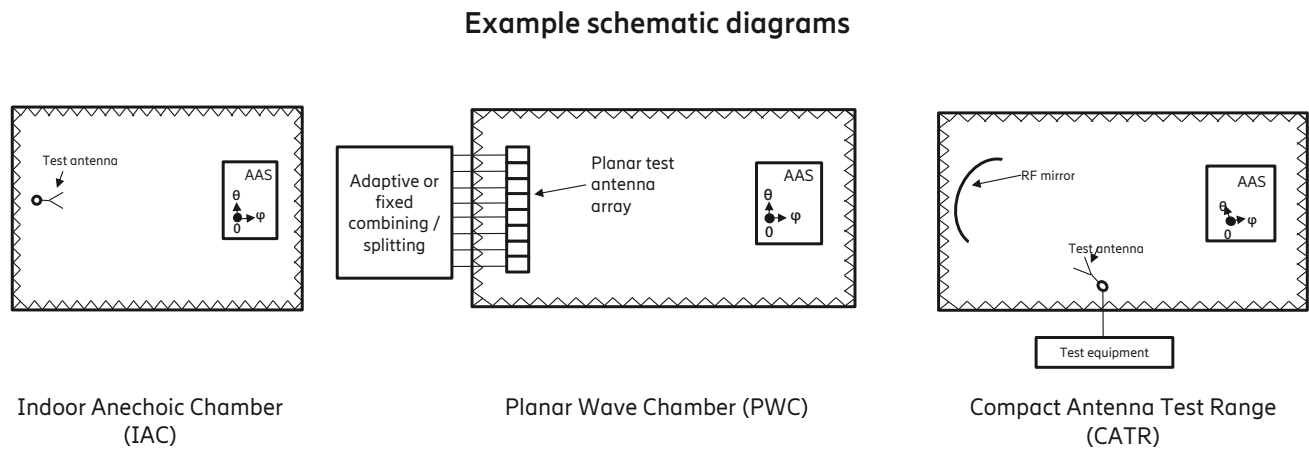 Example schematic diagrams
Test antenna
AAS
θ
φ
0
Indoor Anechoic Chamber
(IAC)
Adaptive or
fixed
combining /
splitting
Planar test
antenna
array
AAS
θ
φ
0
Planar Wave Chamber (PWC)
RF mirror
AAS
θ
φ
0
Test antenna
Test equipment
Compact Antenna Test Range
(CATR)